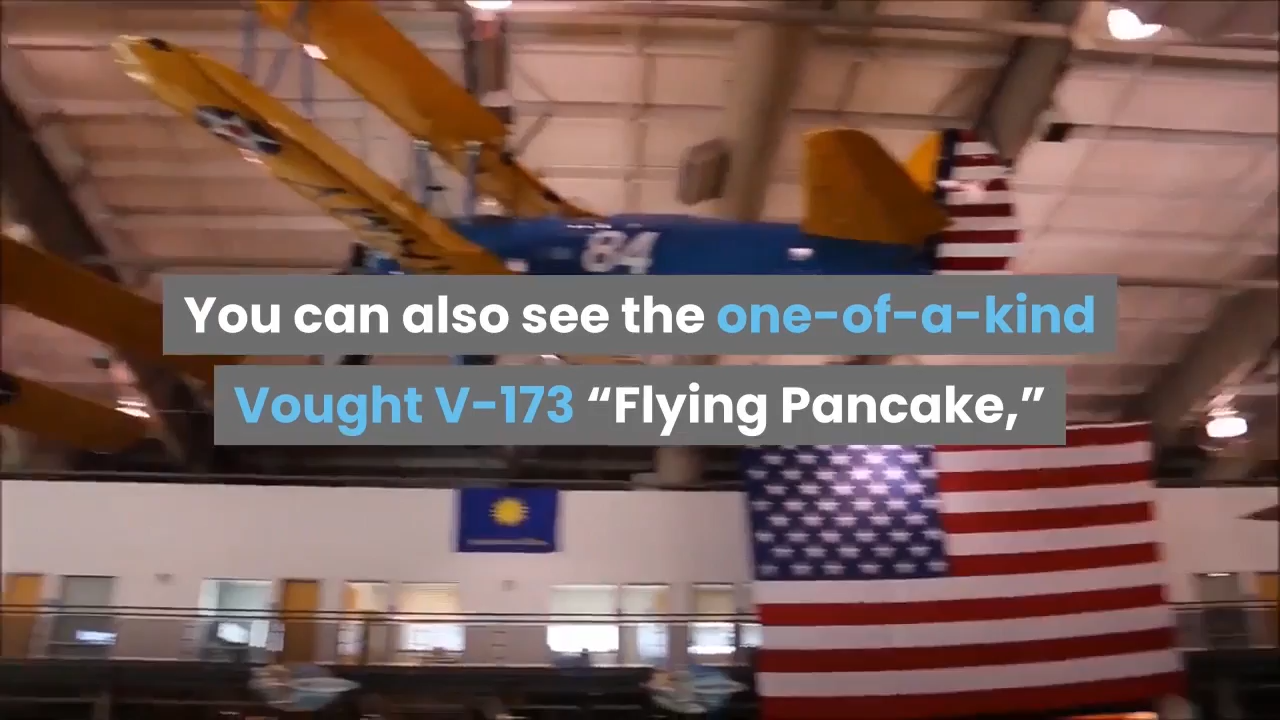 84
You can also see the one-of-a-kind
Vought V-173 “Flying Pancake,”